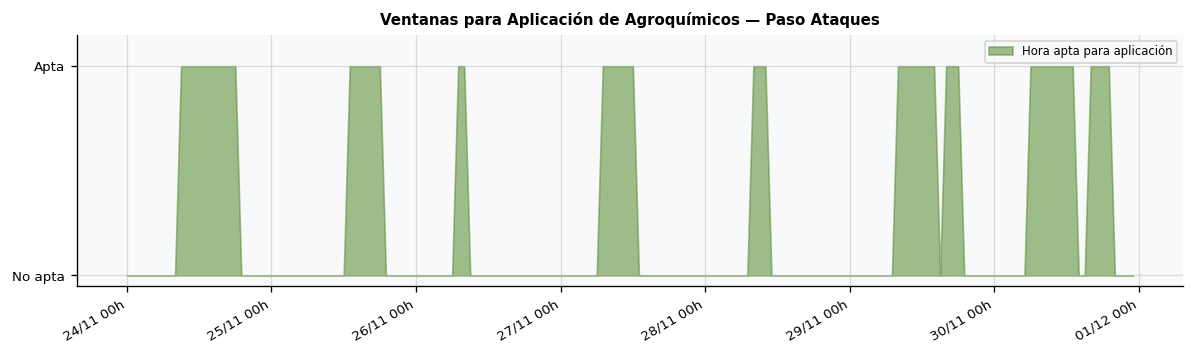 Ventanas para Aplicación de Agroquímicos — Paso Ataques
Hora apta para aplicación
Apta
No apta
24/11 00h
25/11 00h
26/11 00h
27/11 00h
28/11 00h
29/11 00h
30/11 00h
01/12 00h